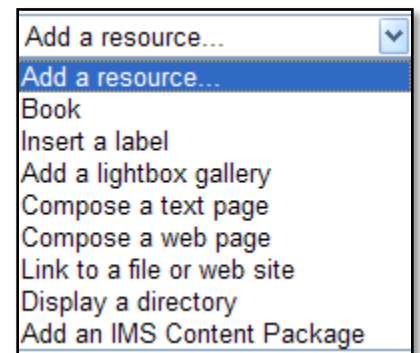 Add a resource...
Add a resource...
Book
Insert a label
Add a lightbox gallery
Compose a text page
Compose a web page
Link to a file or web site
Display a directory
Add an IMS Content Package